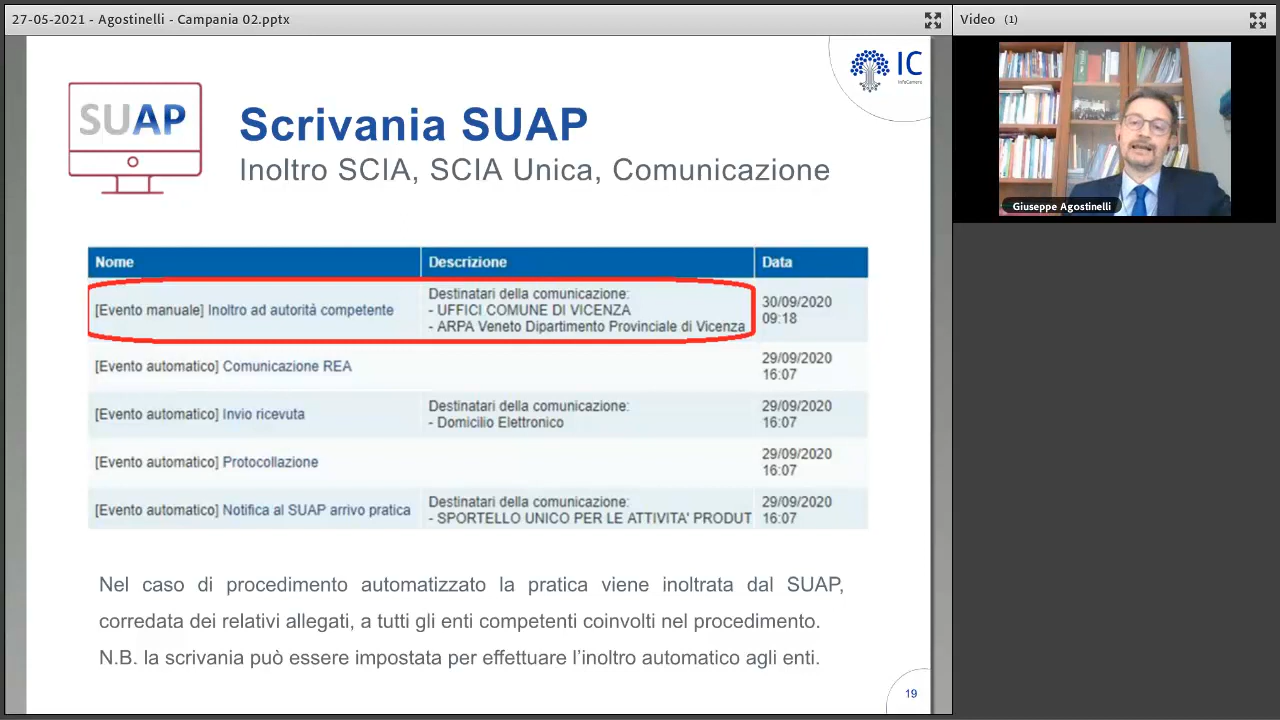 27-05-2021 - Agostinelli - Campania 02.pptx
Video (1)
IC
InfoCamere
SUAP
Scrivania SUAP
Inoltro SCIA, SCIA Unica, Comunicazione
Giuseppe Agostinelli
Nome Descrizione Data
[Evento manuale] Inoltro ad autorità competente
Destinatari della comunicazione:
- UFFICI COMUNE DI VICENZA
- ARPA Veneto Dipartimento Provinciale di Vicenza
30/09/2020
09:18
[Evento automatico] Comunicazione REA
29/09/2020
16:07
[Evento automatico] Invio ricevuta
Destinatari della comunicazione:
- Domicilio Elettronico
29/09/2020
16:07
[Evento automatico] Protocollazione
29/09/2020
16:07
[Evento automatico] Notifica al SUAP arrivo pratica
Destinatari della comunicazione:
- SPORTELLO UNICO PER LE ATTIVITA' PRODUT
29/09/2020
16:07
Nel caso di procedimento automatizzato la pratica viene inoltrata dal SUAP,
corredata dei relativi allegati, a tutti gli enti competenti coinvolti nel procedimento.
N.B. la scrivania può essere impostata per effettuare l'inoltro automatico agli enti.
19